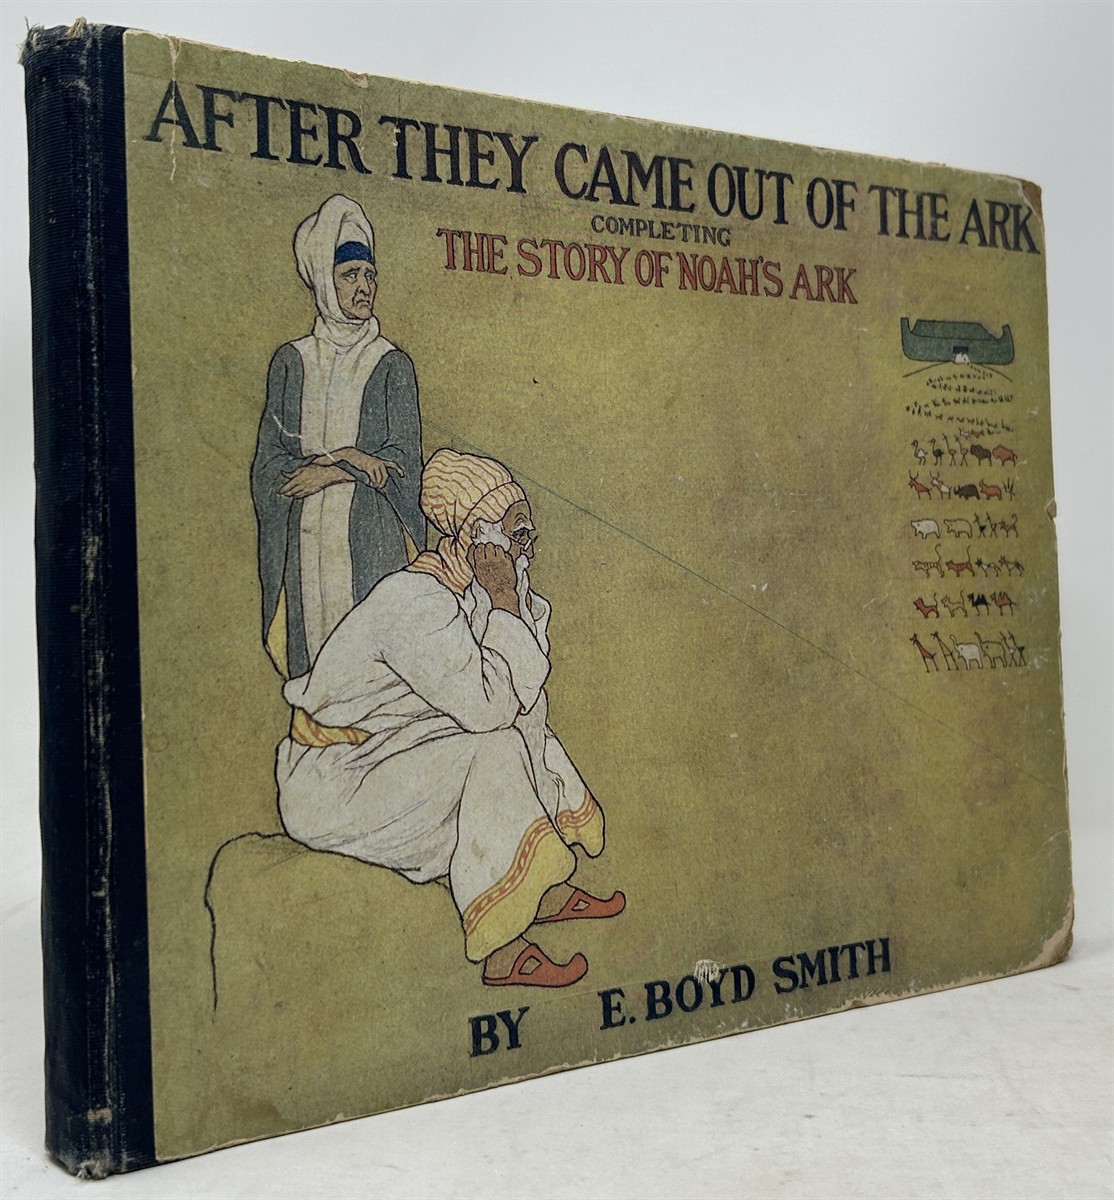 AFTER THEY CAME OUT OF THE ARK
COMPLETING
THE STORY OF NOAH'S ARK
BY E. BOYD SMITH